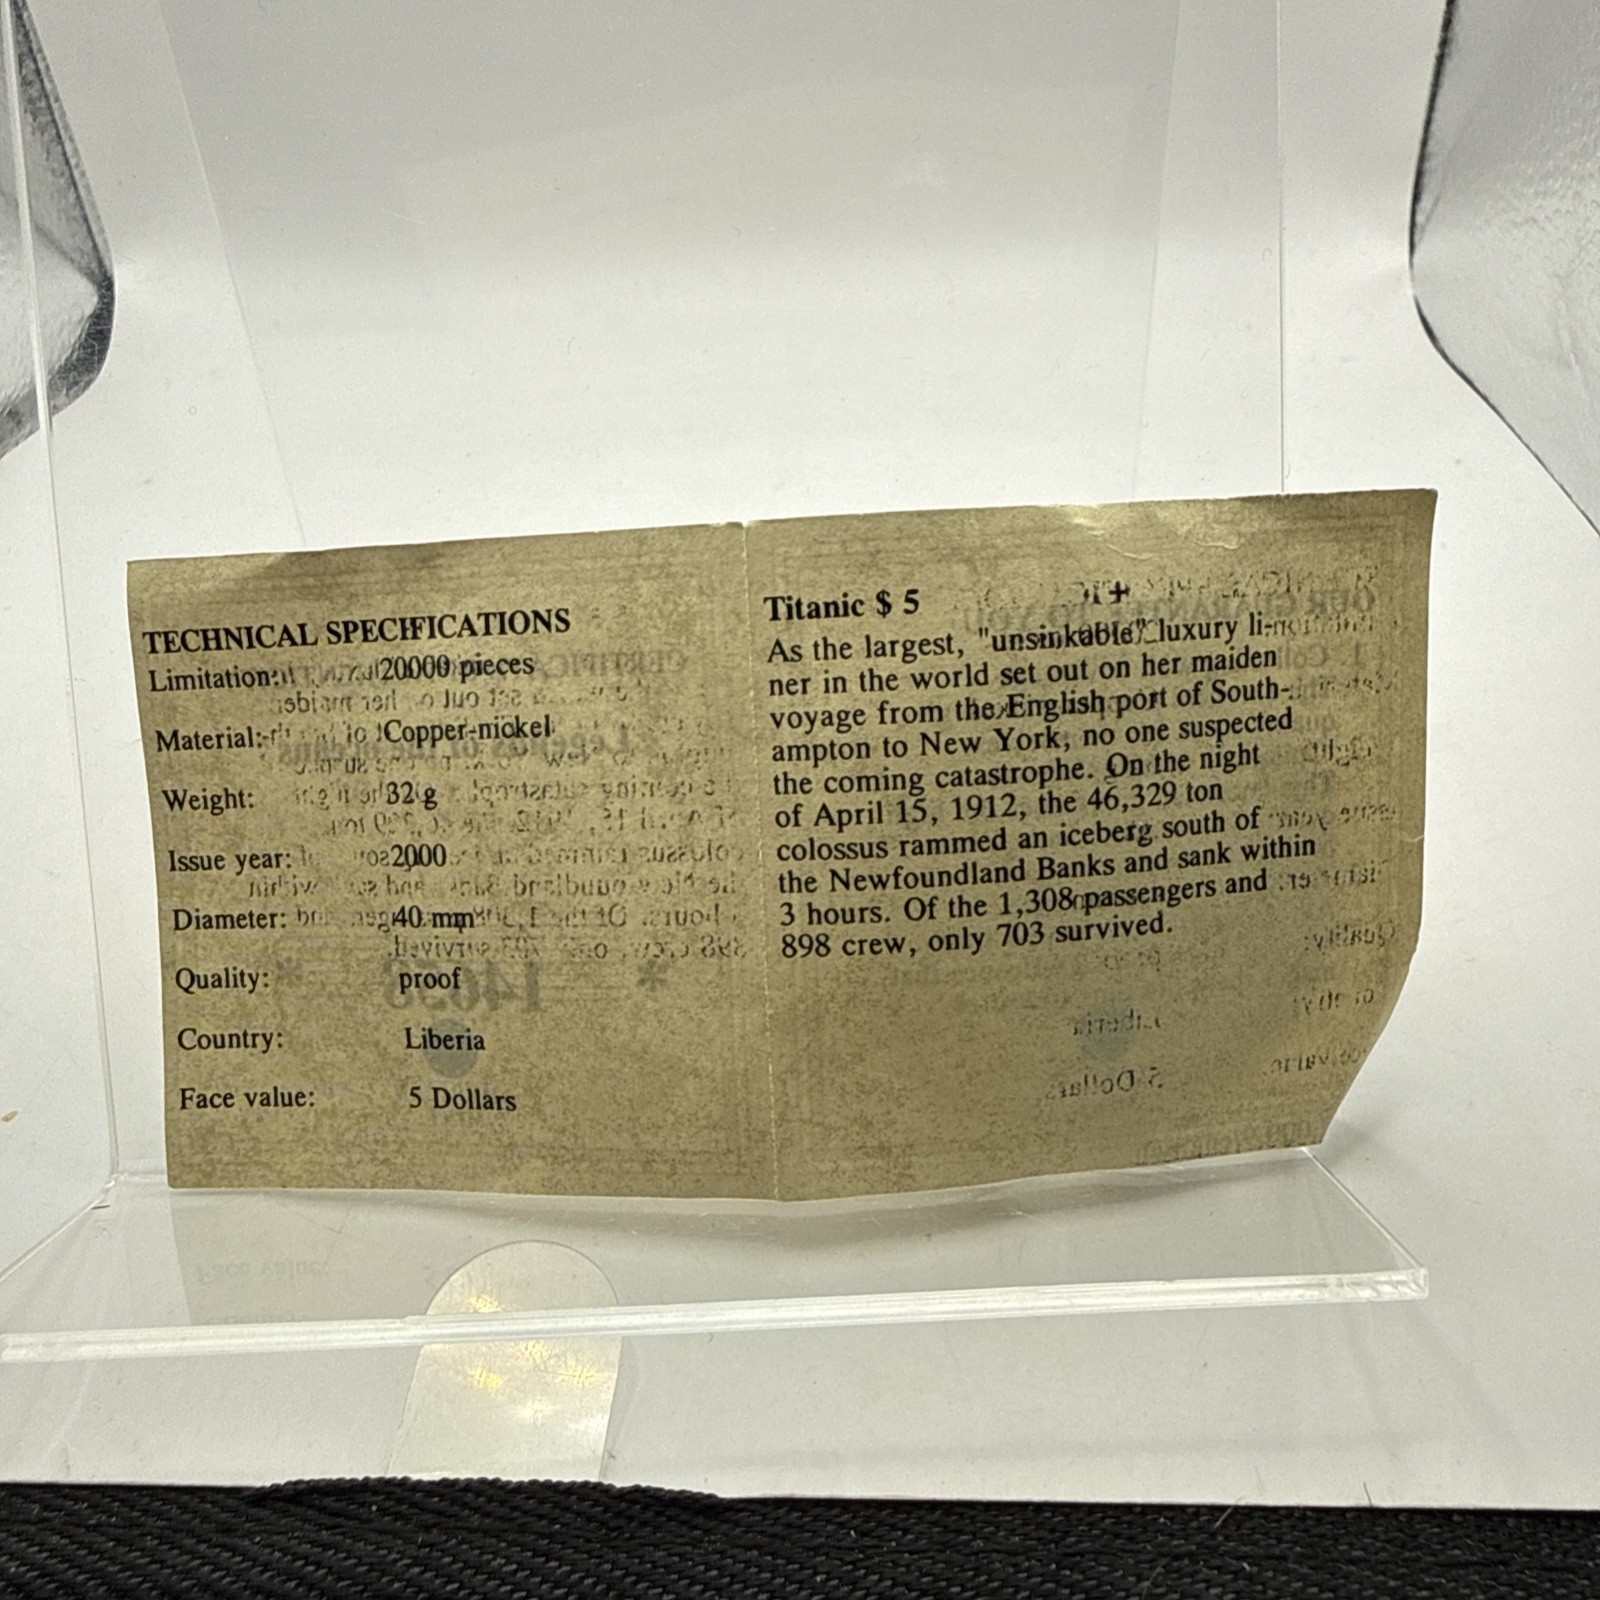 TECHNICAL SPECIFICATIONS
Limitation: 20000 pieces
Material: Copper-nickel
Weight: 32 g
Issue year: 2000
Diameter: 40 mm
Quality: proof
Country: Liberia
Face value: 5 Dollars
Titanic $ 5
As the largest, "unsinkable" luxury li-
ner in the world set out on her maiden
voyage from the English port of South-
ampton to New York, no one suspected
the coming catastrophe. On the night
of April 15, 1912, the 46,329 ton
colossus rammed an iceberg south of
the Newfoundland Banks and sank within
3 hours. Of the 1,308 passengers and
898 crew, only 703 survived.